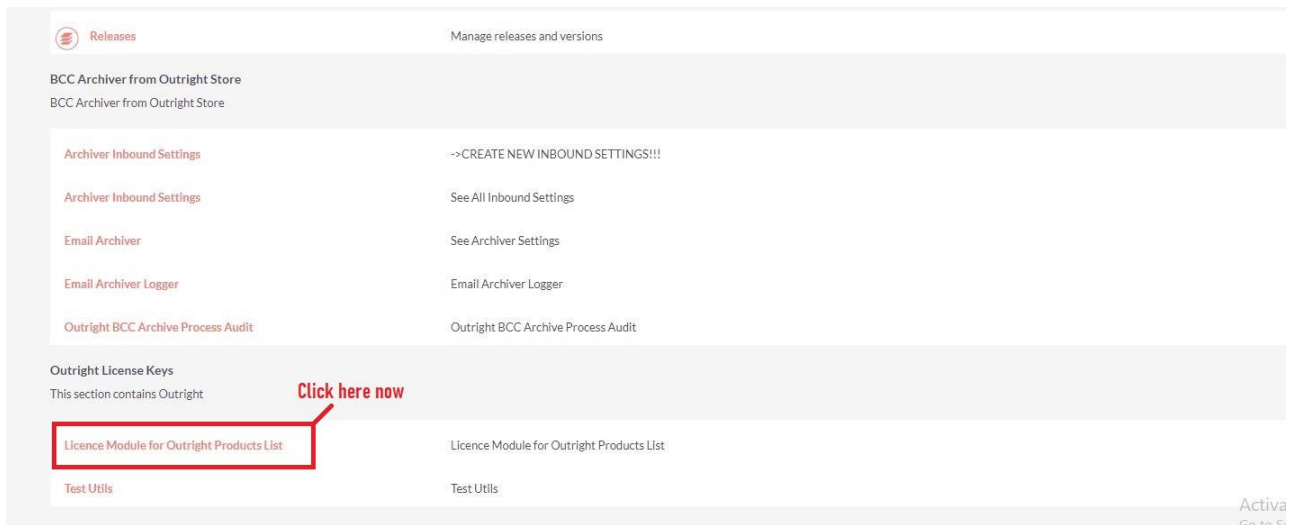 Releases Manage releases and versions
BCC Archiver from Outright Store
BCC Archiver from Outright Store
Archiver Inbound Settings ->CREATE NEW INBOUND SETTINGS!!!
Archiver Inbound Settings See All Inbound Settings
Email Archiver See Archiver Settings
Email Archiver Logger Email Archiver Logger
Outright BCC Archive Process Audit Outright BCC Archive Process Audit
Outright License Keys
This section contains Outright
Click here now
Licence Module for Outright Products List Licence Module for Outright Products List
Test Utils Test Utils
Activa